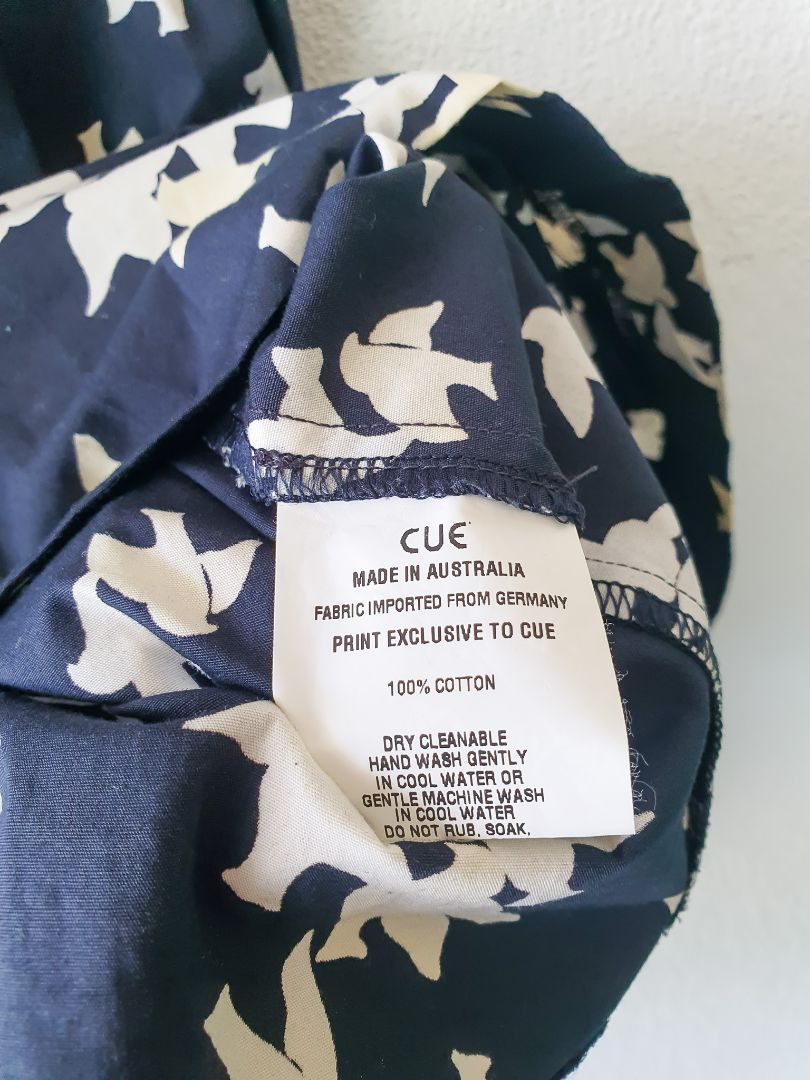 CUE
MADE IN AUSTRALIA
FABRIC IMPORTED FROM GERMANY
PRINT EXCLUSIVE TO CUE
100% COTTON
DRY CLEANABLE
HAND WASH GENTLY
IN COOL WATER OR
GENTLE MACHINE WASH
IN COOL WATER
DO NOT RUB, SOAK,